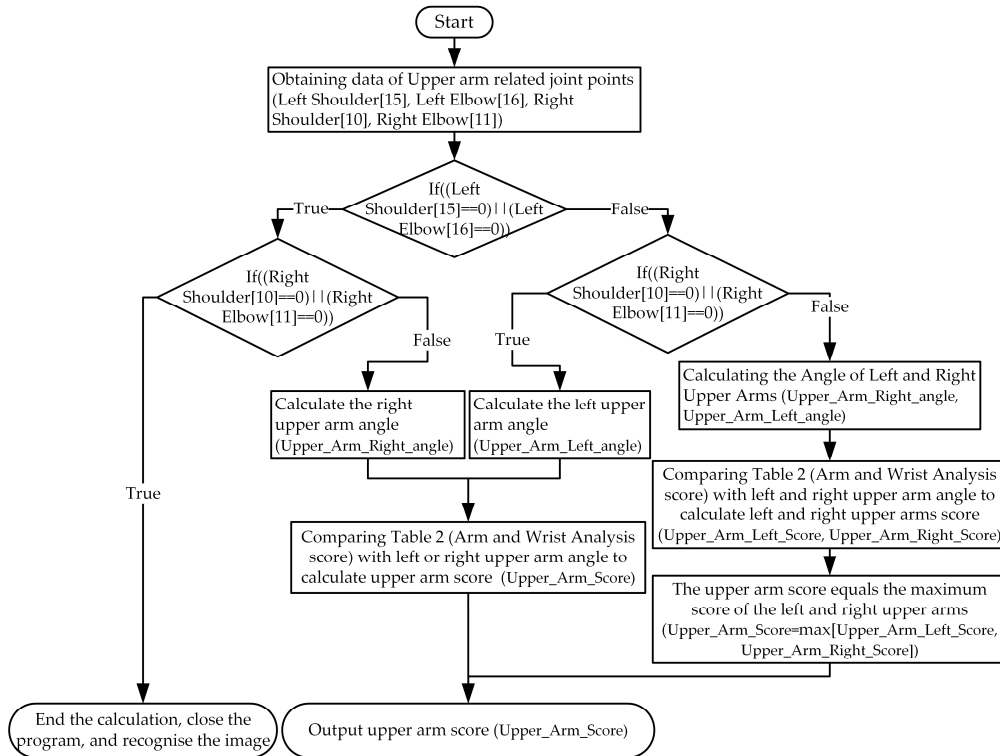 Start
Obtaining data of Upper arm related joint points
(Left Shoulder[15], Left Elbow[16], Right
Shoulder[10], Right Elbow[11])
If((Left
Shoulder[15]==0)||(Left
Elbow[16]==0))
True
False
If((Right
Shoulder[10]==0)||(Right
Elbow[11]==0))
If((Right
Shoulder[10]==0)||(Right
Elbow[11]==0))
False
True
False
Calculate the right
upper arm angle
(Upper_Arm_Right_angle)
Calculate the left upper
arm angle
(Upper_Arm_Left_angle)
Calculating the Angle of Left and Right
Upper Arms (Upper_Arm_Right_angle,
Upper_Arm_Left_angle)
True
Comparing Table 2 (Arm and Wrist Analysis
score) with left and right upper arm angle to
calculate left and right upper arms score
(Upper_Arm_Left_Score, Upper_Arm_Right_Score)
Comparing Table 2 (Arm and Wrist Analysis
score) with left or right upper arm angle to
calculate upper arm score (Upper_Arm_Score)
The upper arm score equals the maximum
score of the left and right upper arms
(Upper_Arm_Score=max[Upper_Arm_Left_Score,
Upper_Arm_Right_Score])
End the calculation, close the
program, and recognise the image
Output upper arm score (Upper_Arm_Score)